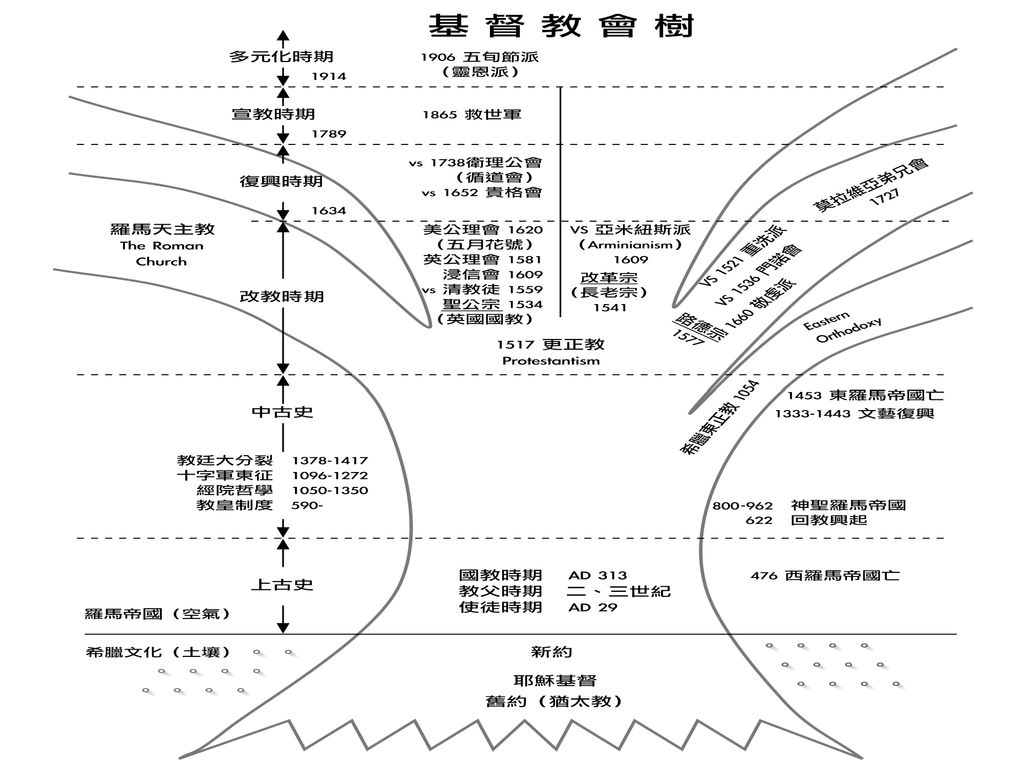 基督教會樹
多元化時期
1906 五旬節派
(靈恩派)
1914
宣教時期
1865 救世軍
1789
復興時期
vs 1738衛理公會
(循道會)
vs 1652 貴格會
莫拉維亞弟兄會
1727
1634
羅馬天主教
The Roman
Church
改教時期
美公理會 1620
(五月花號)
英公理會 1581
浸信會 1609
vs 清教徒 1559
聖公宗 1534
(英國國教)
VS 亞米紐斯派
(Arminianism)
1609
改革宗
(長老宗)
1541
VS 1521 重洗派
VS 1536 門諾會
1660 敬虔派
路德宗
1577
Eastern
Orthodoxy
1517 更正教
Protestantism
希臘東正教 1054
1453 東羅馬帝國亡
1333-1443 文藝復興
中古史
教廷大分裂 1378-1417
十字軍東征 1096-1272
經院哲學 1050-1350
教皇制度 590-
800-962 神聖羅馬帝國
622 回教興起
上古史
國教時期 AD 313
教父時期 二、三世紀
使徒時期 AD 29
476 西羅馬帝國亡
羅馬帝國(空氣)
希臘文化(土壤)
新約
耶穌基督
舊約(猶太教)